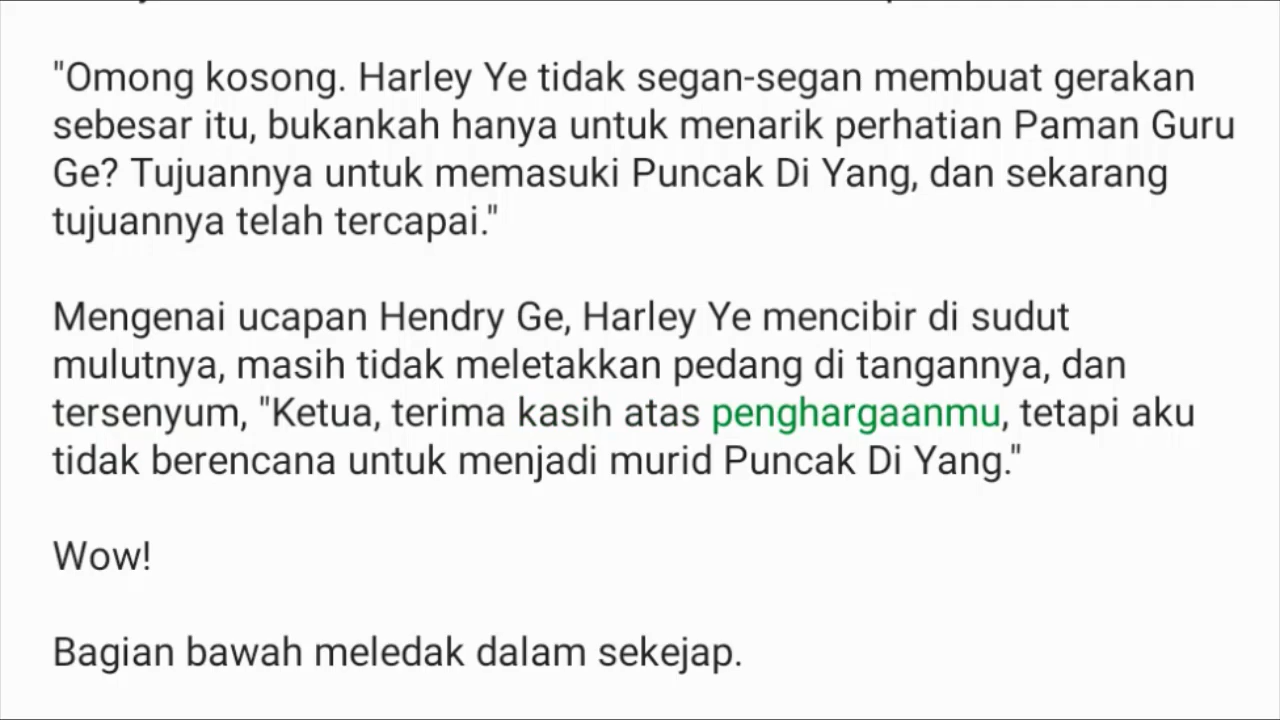 "Omong kosong. Harley Ye tidak segan-segan membuat gerakan
sebesar itu, bukankah hanya untuk menarik perhatian Paman Guru
Ge? Tujuannya untuk memasuki Puncak Di Yang, dan sekarang
tujuannya telah tercapai."
Mengenai ucapan Hendry Ge, Harley Ye mencibir di sudut
mulutnya, masih tidak meletakkan pedang di tangannya, dan
tersenyum, "Ketua, terima kasih atas penghargaanmu, tetapi aku
tidak berencana untuk menjadi murid Puncak Di Yang."
Wow!
Bagian bawah meledak dalam sekejap.